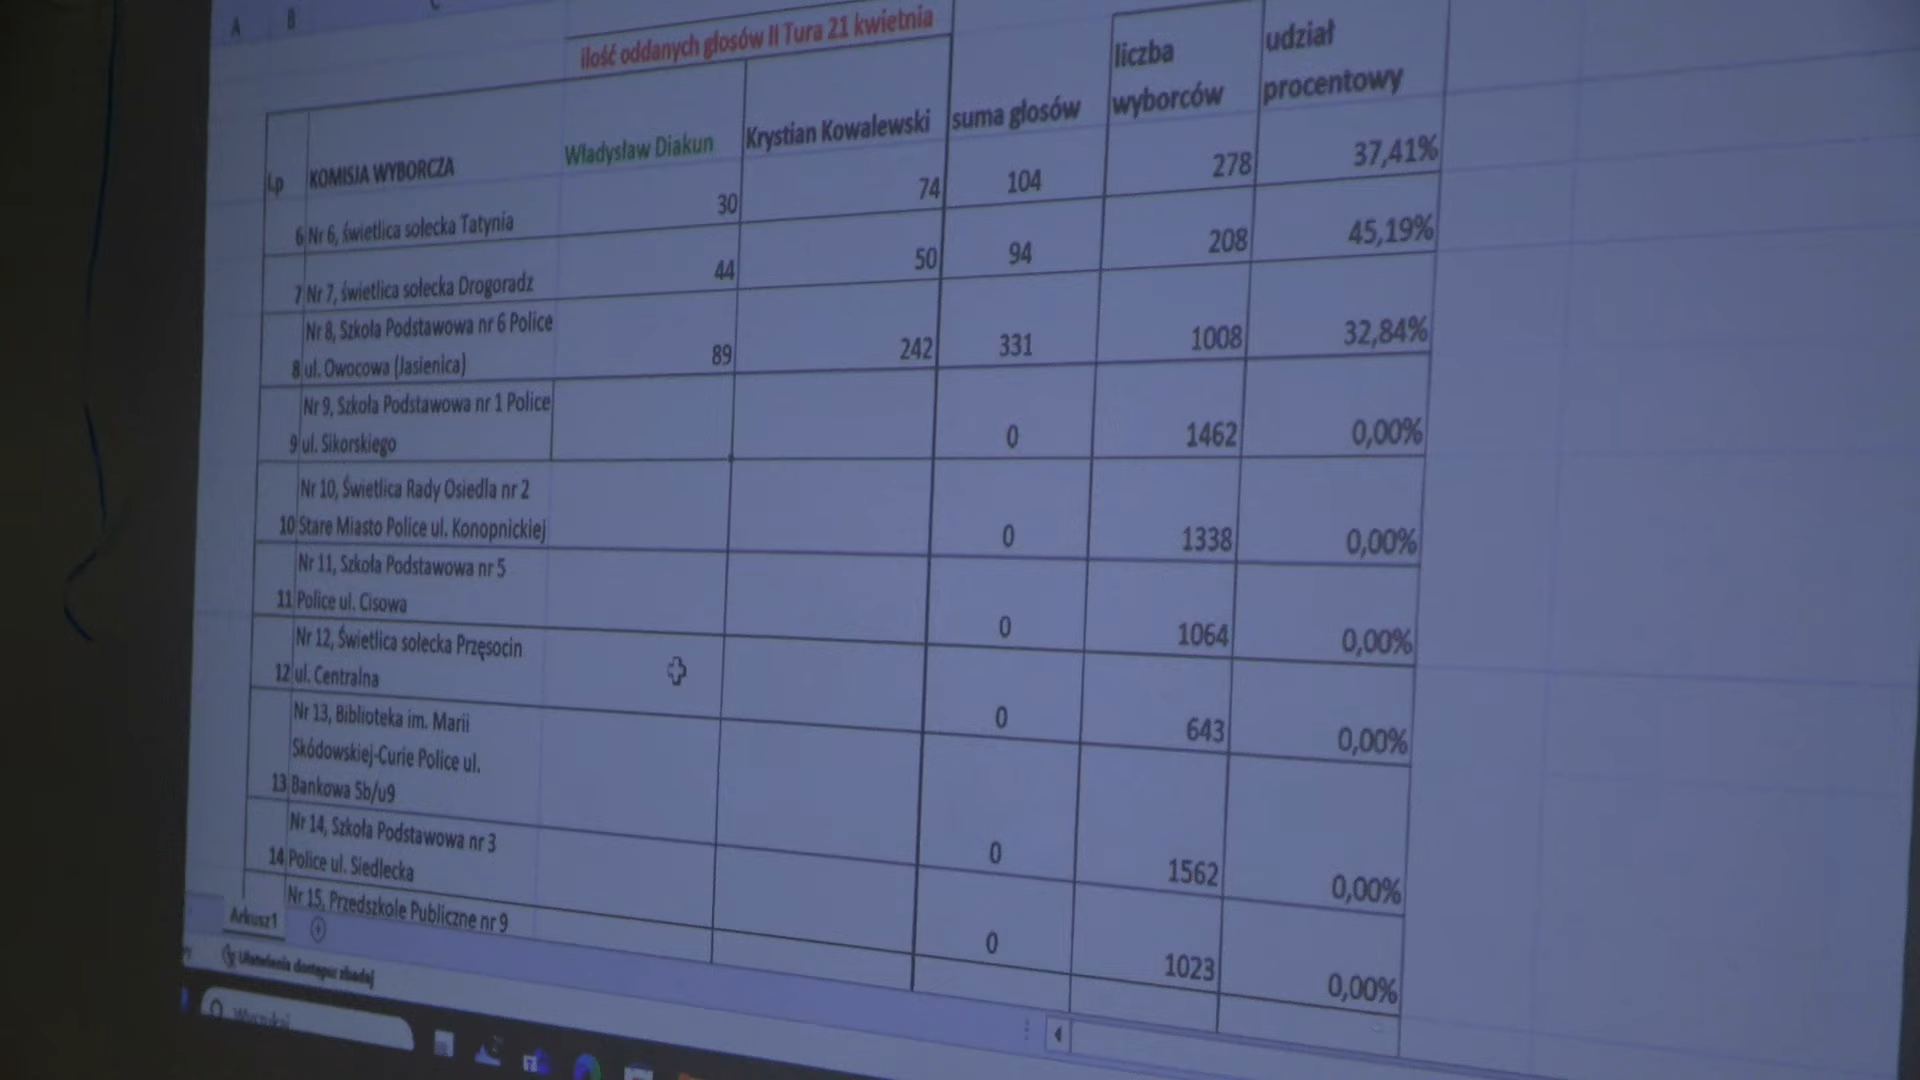 A B C
ilość oddanych głosów II Tura 21 kwietnia
Lp KOMISJA WYBORCZA Władysław Diakun Krystian Kowalewski suma głosów liczba wyborców udział procentowy
6 Nr 6, świetlica sołecka Tatynia 30 74 104 278 37,41%
7 Nr 7, świetlica sołecka Drogoradz 44 50 94 208 45,19%
Nr 8, Szkoła Podstawowa nr 6 Police
8 ul. Owocowa (Jasienica) 89 242 331 1008 32,84%
Nr 9, Szkoła Podstawowa nr 1 Police
9 ul. Sikorskiego 0 1462 0,00%
Nr 10, Świetlica Rady Osiedla nr 2
10 Stare Miasto Police ul. Konopnickiej 0 1338 0,00%
Nr 11, Szkoła Podstawowa nr 5
11 Police ul. Cisowa 0 1064 0,00%
Nr 12, Świetlica sołecka Przęsocin
12 ul. Centralna 0 643 0,00%
Nr 13, Biblioteka im. Marii
Skódowskiej-Curie Police ul.
13 Bankowa 5b/u9 0 1562 0,00%
Nr 14, Szkoła Podstawowa nr 3
14 Police ul. Siedlecka 0 1023 0,00%
Nr 15, Przedszkole Publiczne nr 9
Arkusz1
Ułatwienia dostępu: zbadaj
Wyszukaj